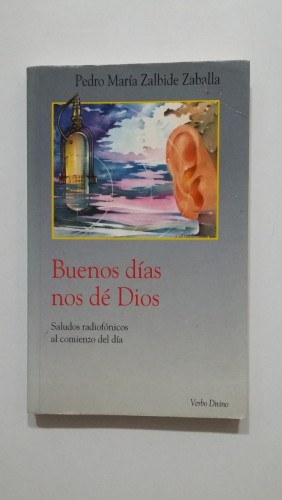 Pedro María Zalbide Zaballa
Buenos días
nos dé Dios
Saludos radiofónicos
al comienzo del día
Verbo Divino